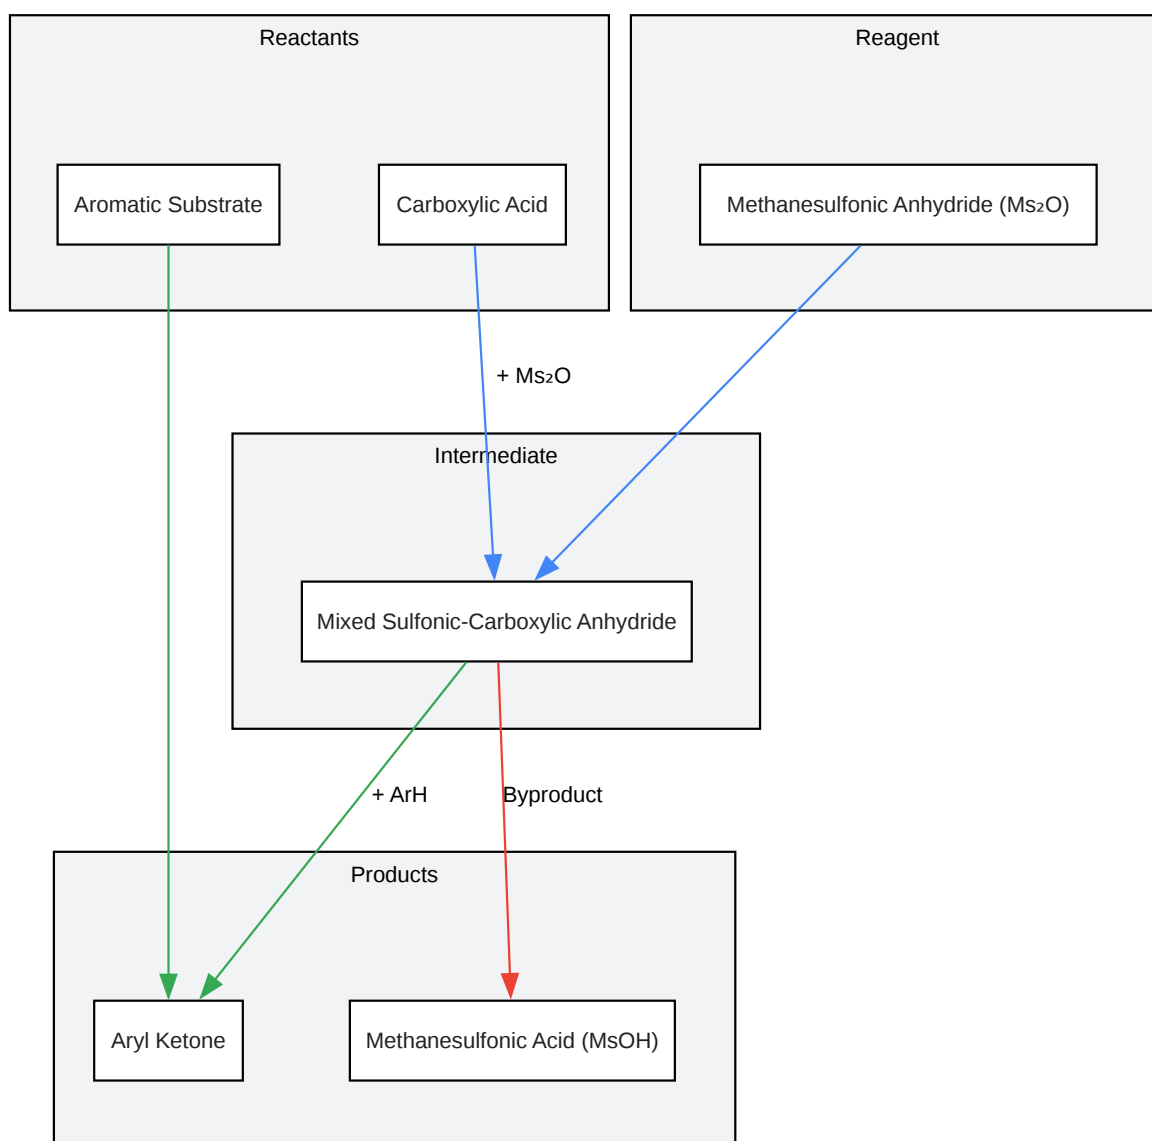 Reactants
Reagent
Aromatic Substrate
Carboxylic Acid
Methanesulfonic Anhydride (Ms₂O)
+ Ms₂O
Intermediate
Mixed Sulfonic-Carboxylic Anhydride
+ ArH
Byproduct
Products
Aryl Ketone
Methanesulfonic Acid (MsOH)